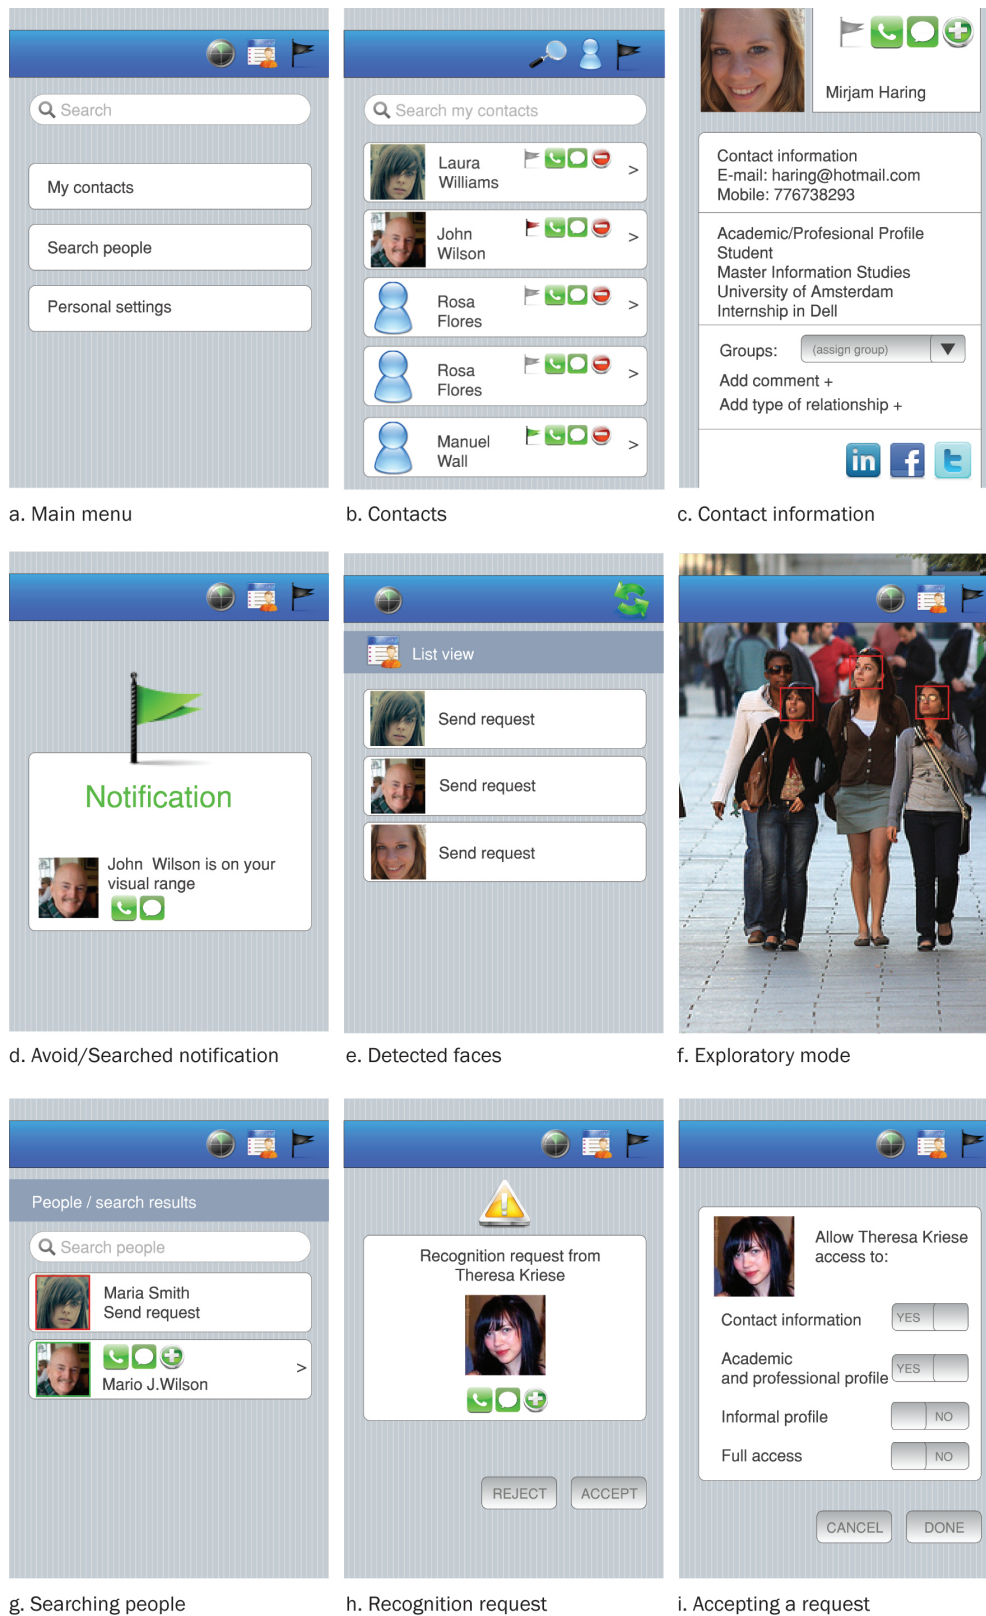 Search
My contacts
Search people
Personal settings
a. Main menu
Search my contacts
Laura
Williams
>
John
Wilson
>
Rosa
Flores
>
Rosa
Flores
>
Manuel
Wall
>
b. Contacts
Mirjam Haring
Contact information
E-mail: haring@hotmail.com
Mobile: 776738293
Academic/Profesional Profile
Student
Master Information Studies
University of Amsterdam
Internship in Dell
Groups:
(assign group)
Add comment +
Add type of relationship +
in f t
c. Contact information
Notification
John Wilson is on your
visual range
d. Avoid/Searched notification
List view
Send request
Send request
Send request
e. Detected faces
f. Exploratory mode
People / search results
Search people
Maria Smith
Send request
Mario J.Wilson
>
g. Searching people
Recognition request from
Theresa Kriese
REJECT
ACCEPT
h. Recognition request
Allow Theresa Kriese
access to:
Contact information
YES
Academic
and professional profile
YES
Informal profile
NO
Full access
NO
CANCEL
DONE
i. Accepting a request